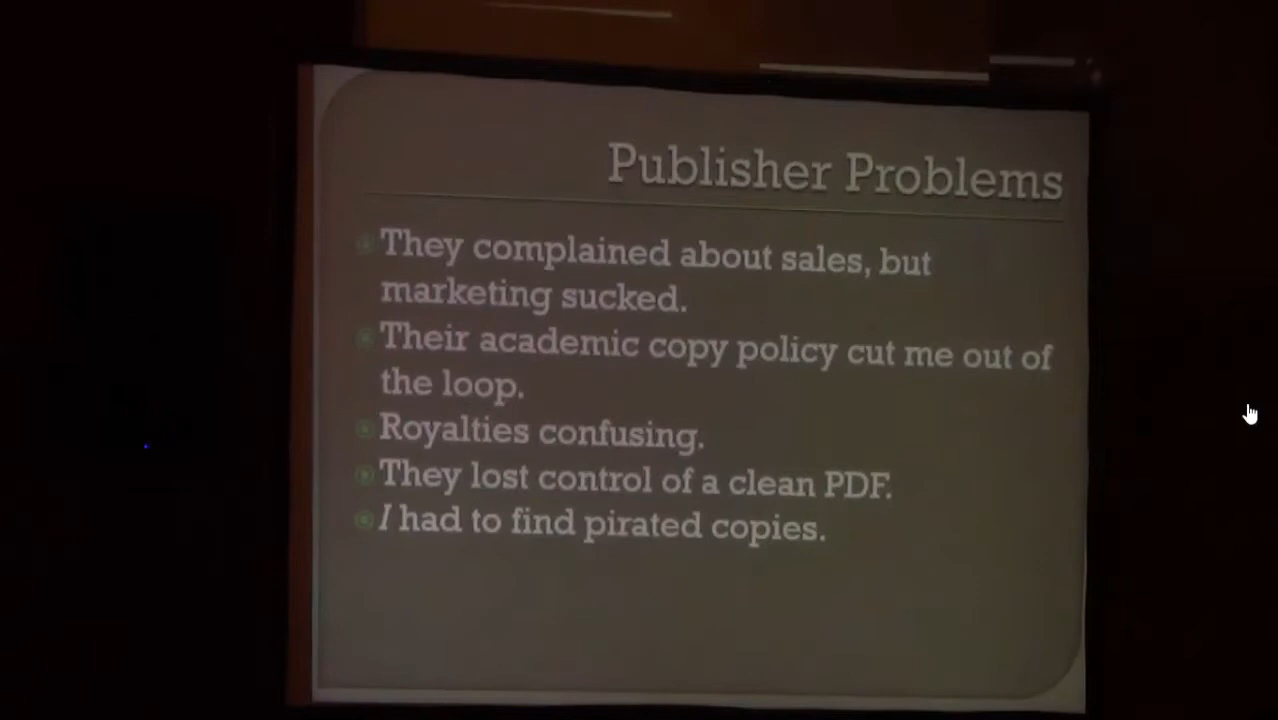 Publisher Problems
They complained about sales, but
marketing sucked.
Their academic copy policy cut me out of
the loop.
Royalties confusing.
They lost control of a clean PDF.
I had to find pirated copies.